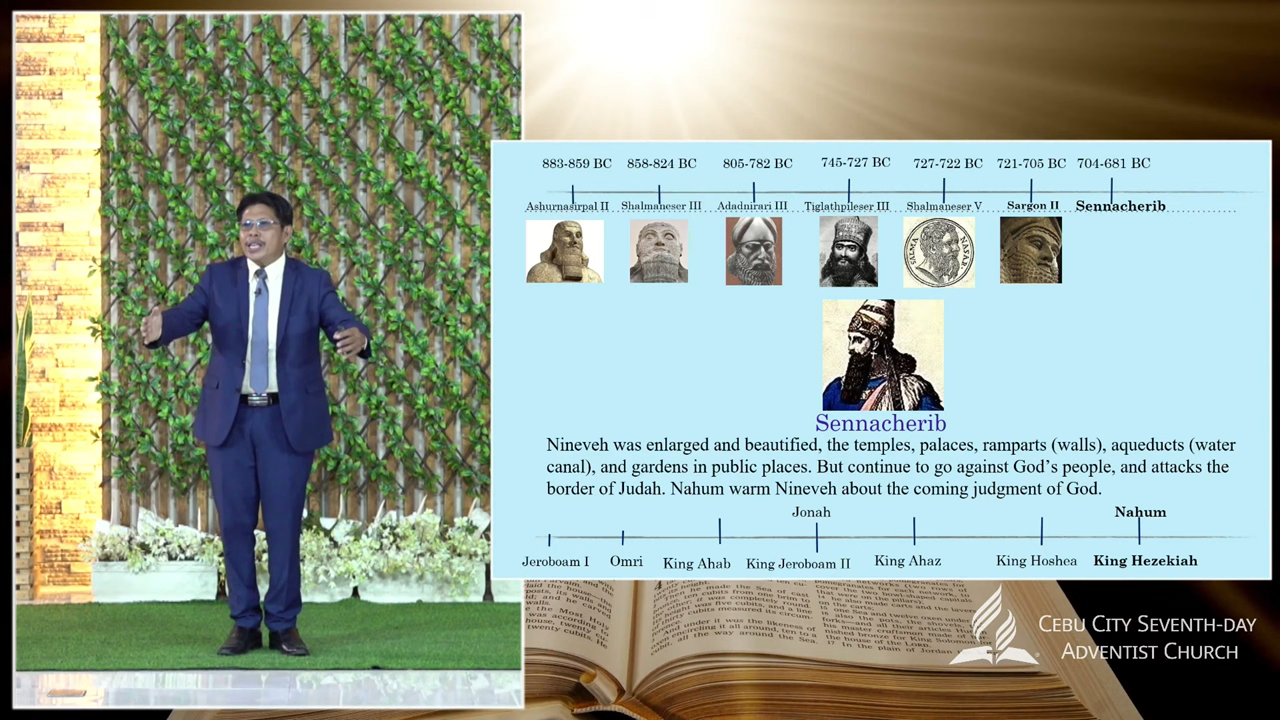 883-859 BC 858-824 BC 805-782 BC 745-727 BC 727-722 BC 721-705 BC 704-681 BC
Ashurnasirpal II Shalmaneser III Adadnirari III Tiglathpileser III Shalmaneser V Sargon II Sennacherib
Sennacherib
Nineveh was enlarged and beautified, the temples, palaces, ramparts (walls), aqueducts (water
canal), and gardens in public places. But continue to go against God's people, and attacks the
border of Judah. Nahum warm Nineveh about the coming judgment of God.
Jonah Nahum
Jeroboam I Omri King Ahab King Jeroboam II King Ahaz King Hoshea King Hezekiah
CEBU CITY SEVENTH-DAY
ADVENTIST CHURCH